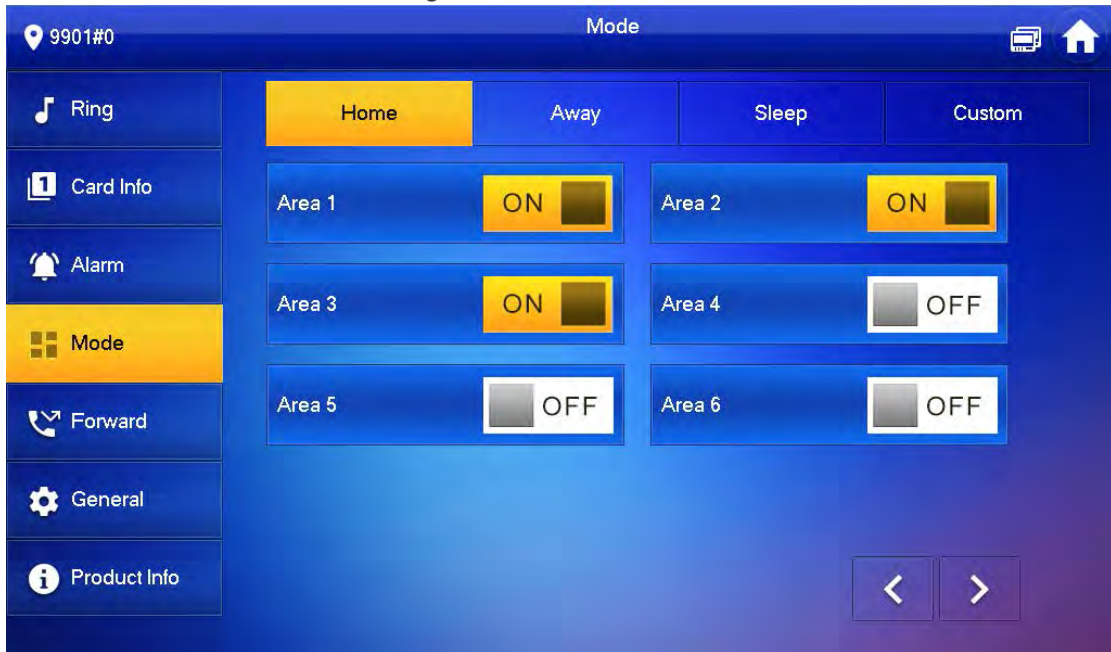 9901#0
Mode
Ring
Card Info
1
Alarm
Mode
Forward
General
Product Info
Home Away Sleep Custom
Area 1 ON Area 2 ON
Area 3 ON Area 4 OFF
Area 5 OFF Area 6 OFF